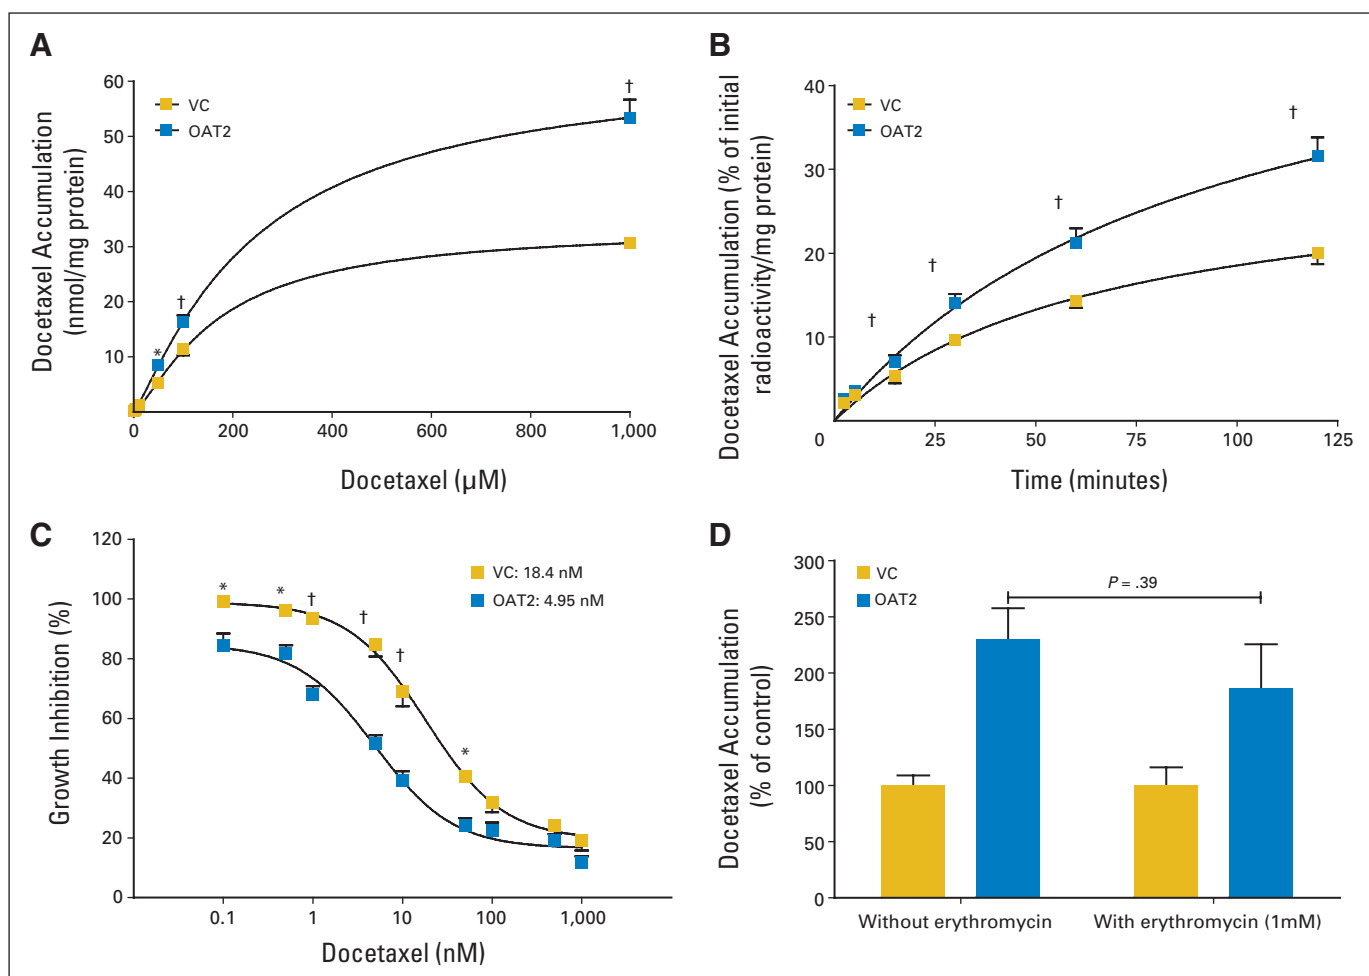 A
Docetaxel Accumulation
(nmol/mg protein)
60
50
40
30
20
10
VC
OAT2
*
†
†
0
200
400
600
800
1,000
Docetaxel (µM)
B
Docetaxel Accumulation (% of initial
radioactivity/mg protein)
40
30
20
10
VC
OAT2
†
†
†
†
0
25
50
75
100
125
Time (minutes)
C
Growth Inhibition (%)
120
100
80
60
40
20
0
VC: 18.4 nM
OAT2: 4.95 nM
*
*
†
†
†
*
0.1
1
10
100
1,000
Docetaxel (nM)
D
Docetaxel Accumulation
(% of control)
300
250
200
150
100
50
0
VC
OAT2
P = .39
Without erythromycin
With erythromycin (1mM)